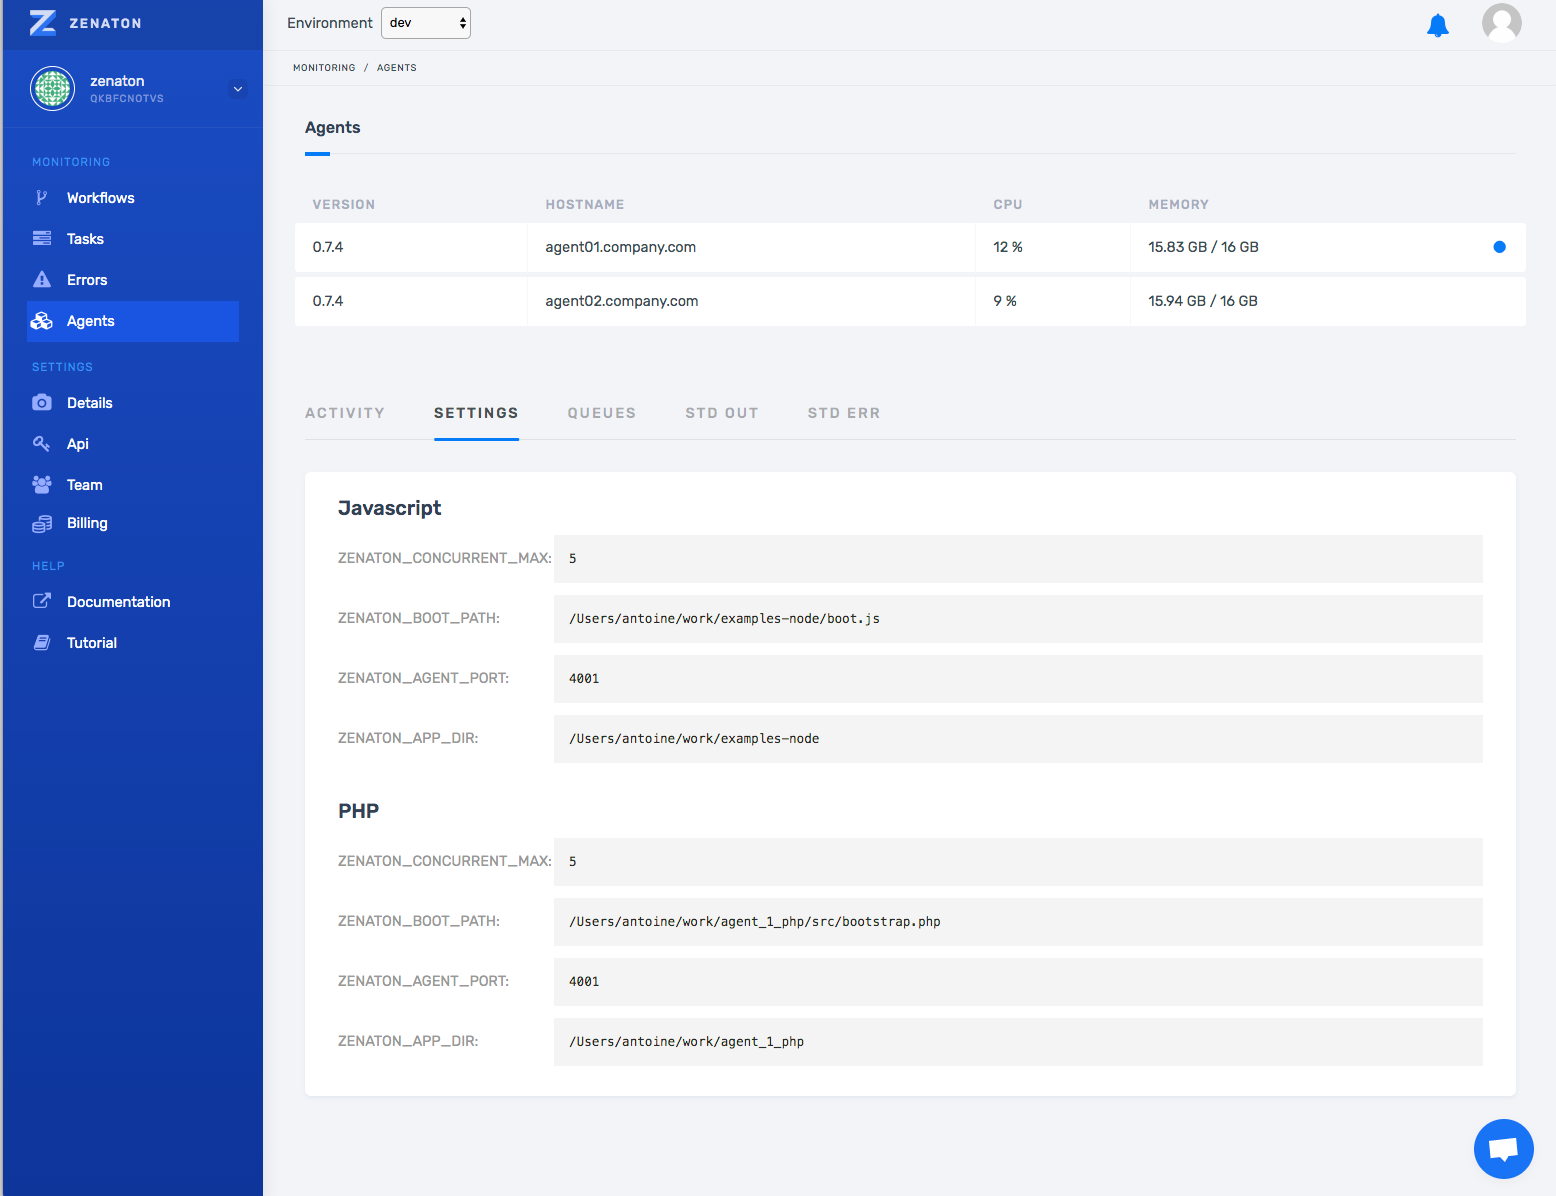 ZENATON
Environment dev
zenaton
QKBFCNOTVS
MONITORING / AGENTS
MONITORING
Workflows
Tasks
Errors
Agents
SETTINGS
Details
Api
Team
Billing
HELP
Documentation
Tutorial
Agents
VERSION HOSTNAME CPU MEMORY
0.7.4 agent01.company.com 12 % 15.83 GB / 16 GB
0.7.4 agent02.company.com 9 % 15.94 GB / 16 GB
ACTIVITY SETTINGS QUEUES STD OUT STD ERR
Javascript
ZENATON_CONCURRENT_MAX: 5
ZENATON_BOOT_PATH: /Users/antoine/work/examples-node/boot.js
ZENATON_AGENT_PORT: 4001
ZENATON_APP_DIR: /Users/antoine/work/examples-node
PHP
ZENATON_CONCURRENT_MAX: 5
ZENATON_BOOT_PATH: /Users/antoine/work/agent_1_php/src/bootstrap.php
ZENATON_AGENT_PORT: 4001
ZENATON_APP_DIR: /Users/antoine/work/agent_1_php